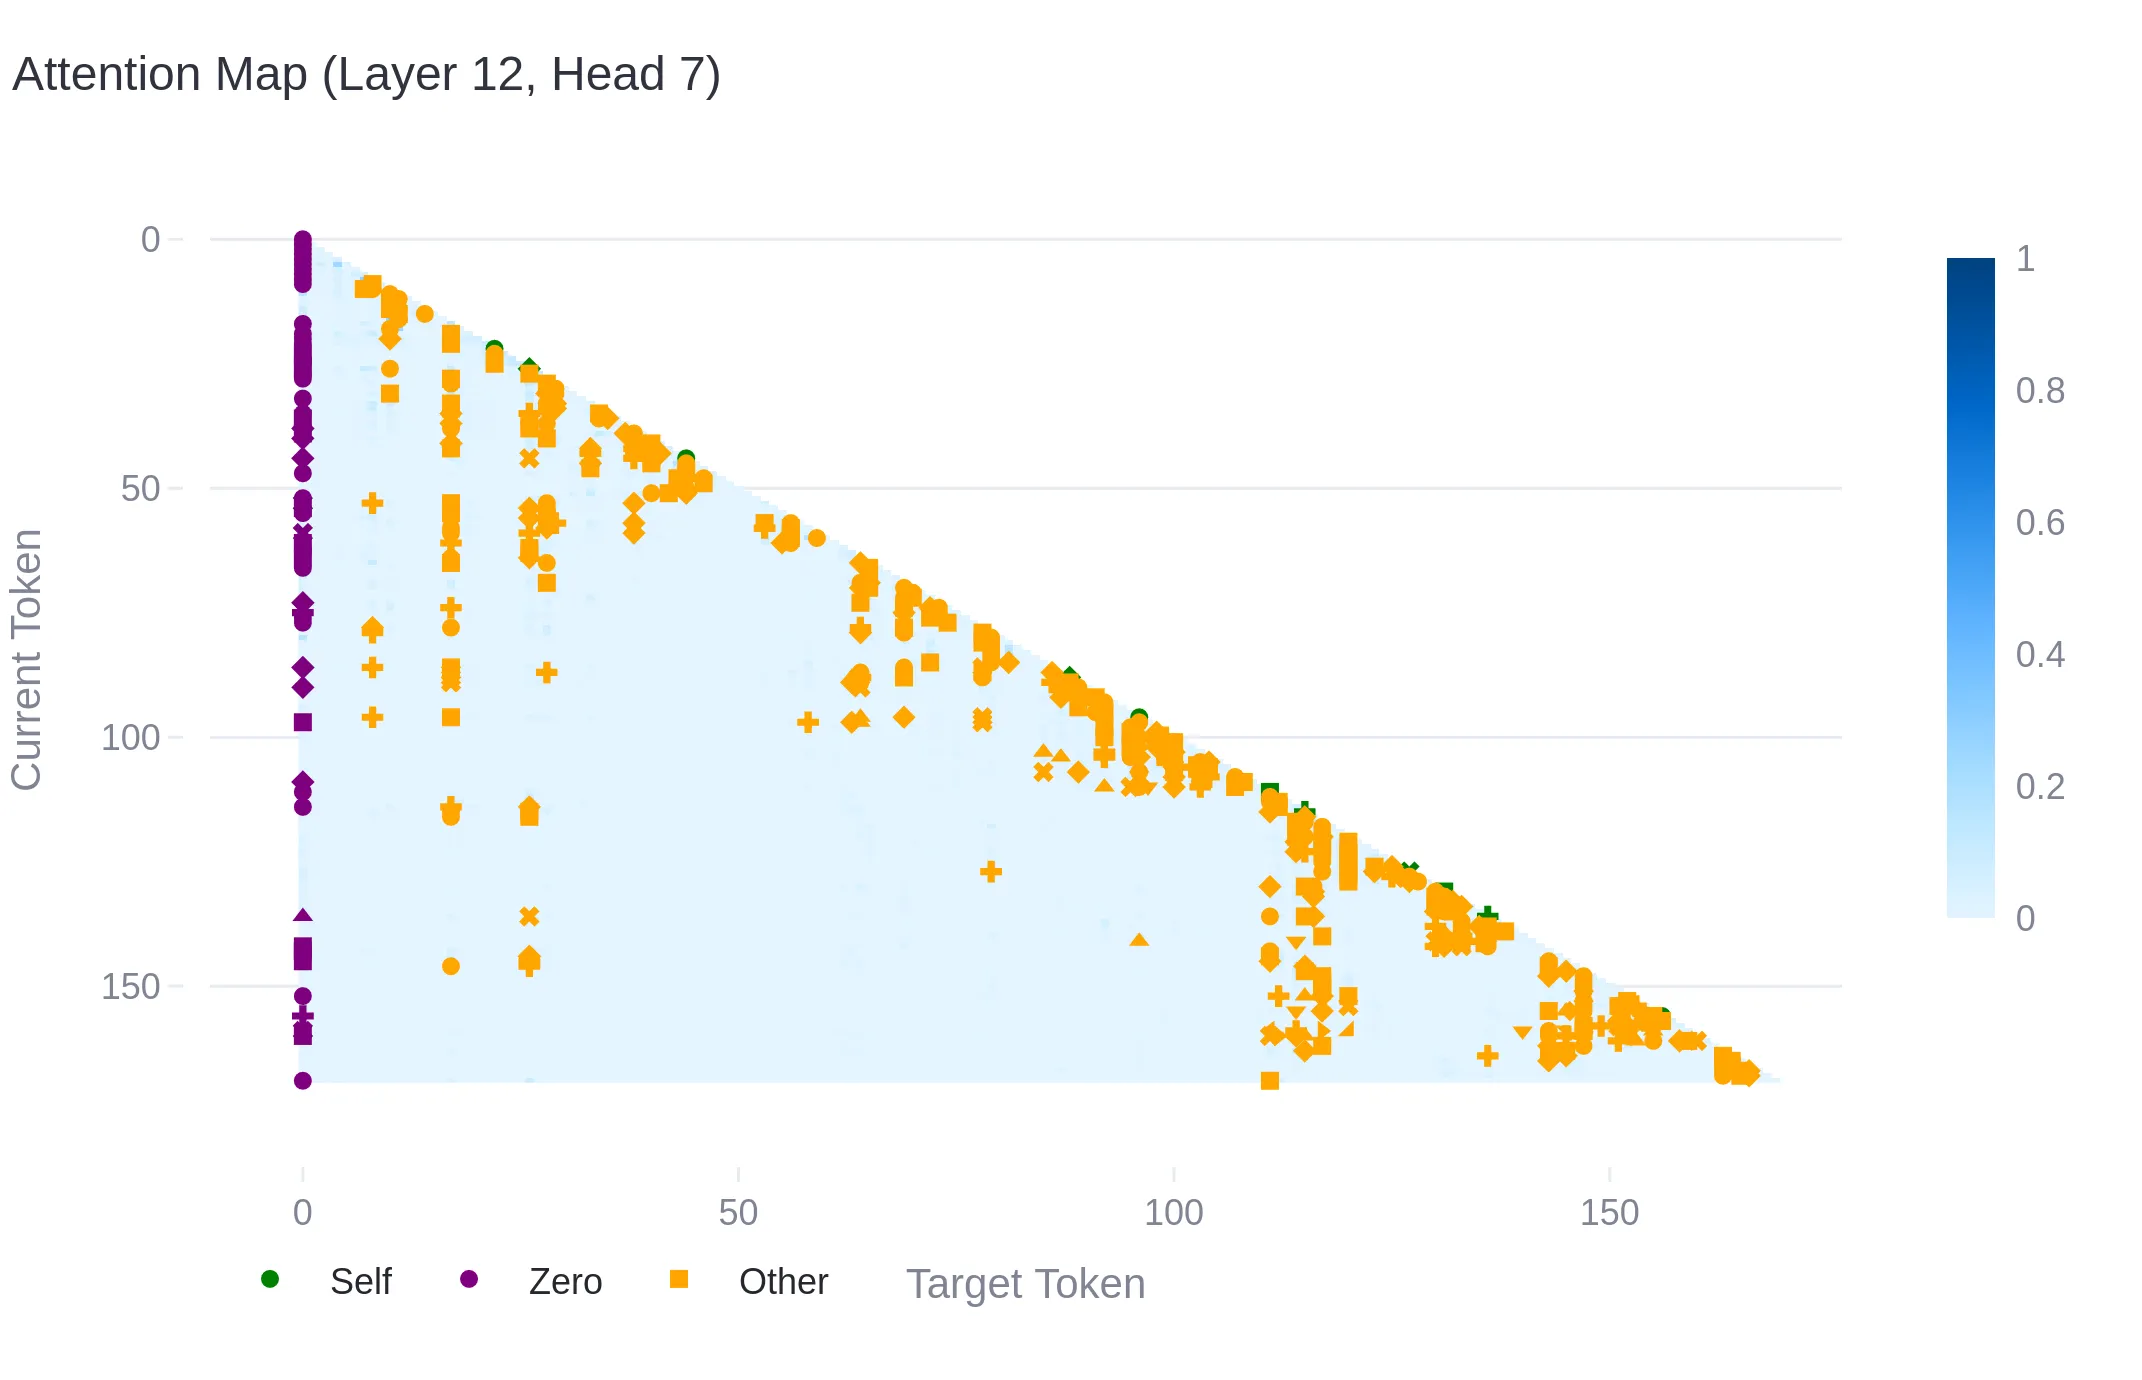 Attention Map (Layer 12, Head 7)
0
50
100
150
Current Token
0
50
100
150
Target Token
Self
Zero
Other
1
0.8
0.6
0.4
0.2
0